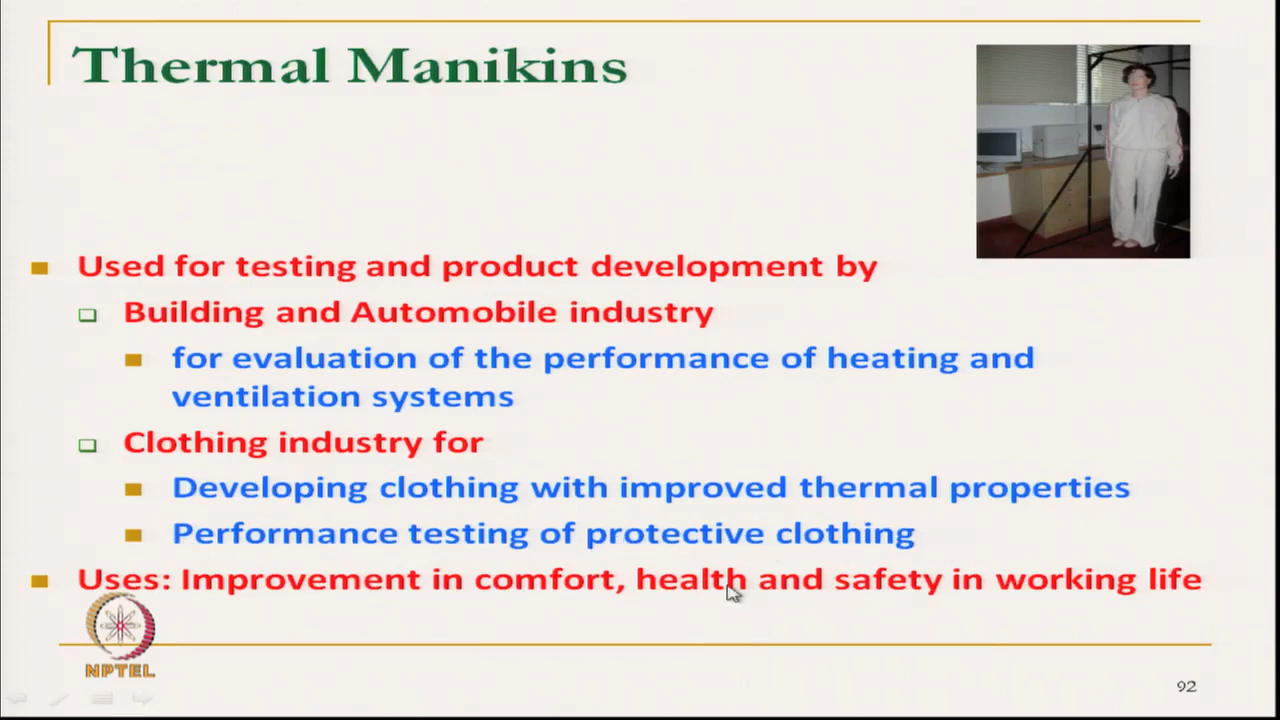 Thermal Manikins
Used for testing and product development by
Building and Automobile industry
for evaluation of the performance of heating and
ventilation systems
Clothing industry for
Developing clothing with improved thermal properties
Performance testing of protective clothing
Uses: Improvement in comfort, health and safety in working life
NPTEL
92